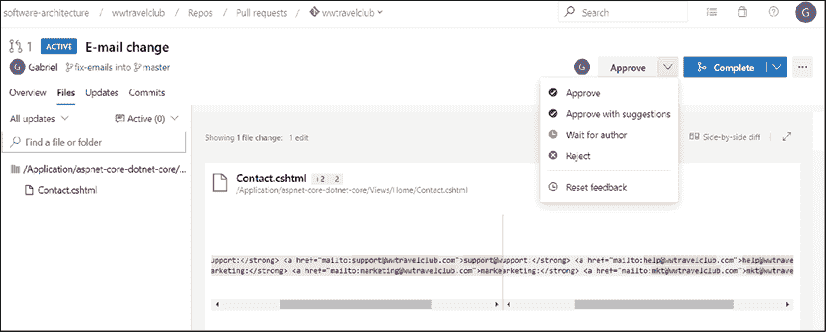 software-architecture / wwtravelclub / Repos / Pull requests / wwtravelclub
Search
1 ACTIVE E-mail change
Gabriel fix-emails into master
G Approve Complete
Overview Files Updates Commits
Approve
Approve with suggestions
Wait for author
Reject
Reset feedback
All updates Active (0)
Find a file or folder
Showing 1 file change: 1 edit
Side-by-side diff
/Application/aspnet-core-dotnet-core/...
Contact.cshtml
Contact.cshtml +2 -2
/Application/aspnet-core-dotnet-core/Views/Home/Contact.cshtml
upport:</strong> <a href="mailto:support@wwtravelclub.com">support@w
upport:</strong> <a href="mailto:help@wwtravelclub.com">help@wwtrave
arketing:</strong> <a href="mailto:marketing@wwtravelclub.com">marke
arketing:</strong> <a href="mailto:mkt@wwtravelclub.com">mkt@wwtrave